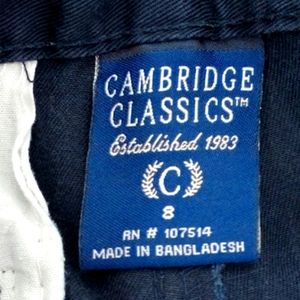 CAMBRIDGE
CLASSICS™
Established 1983
C
8
RN # 107514
MADE IN BANGLADESH